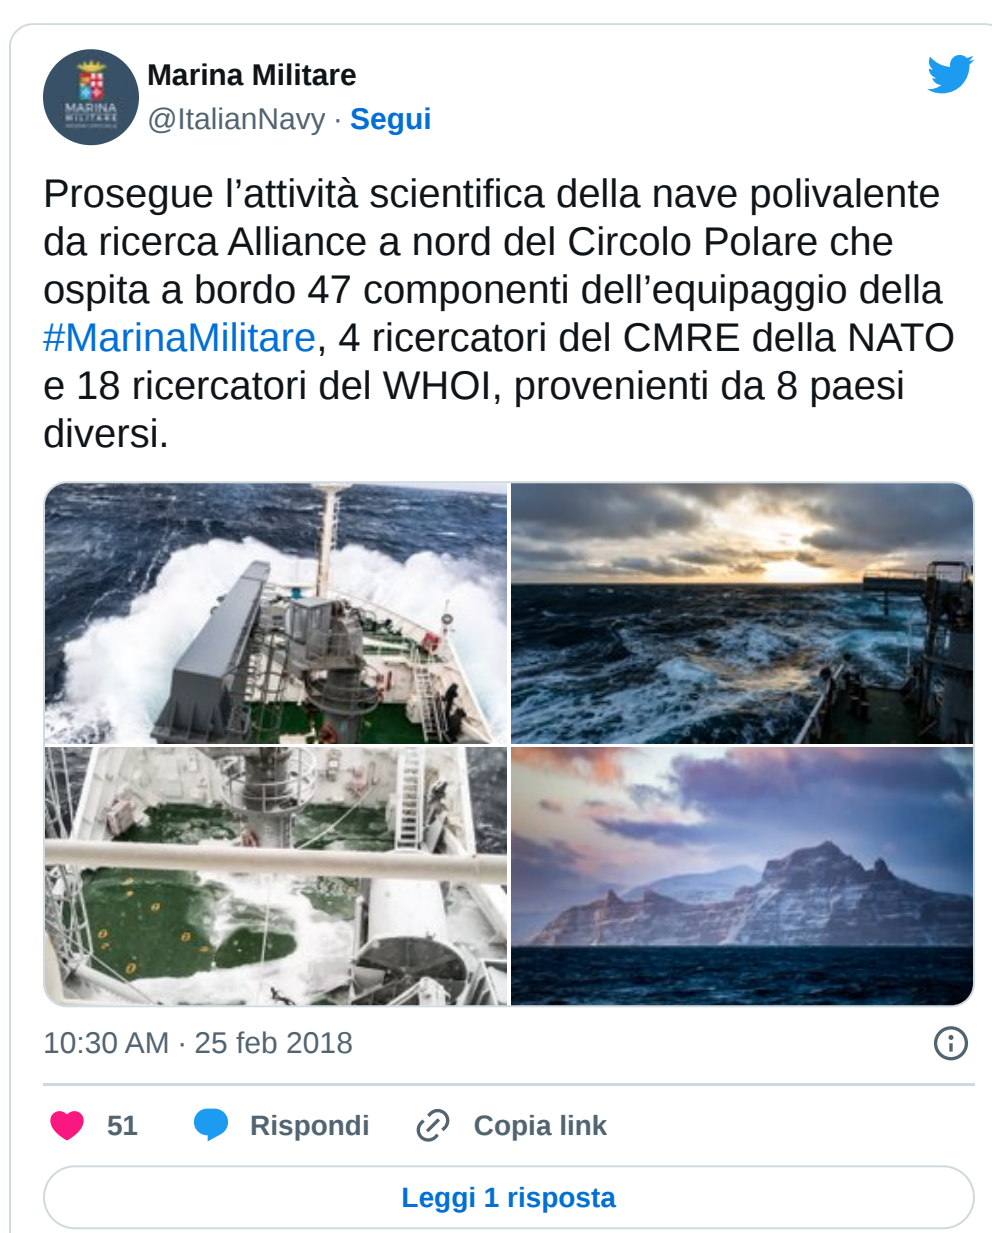 Marina Militare
@ItalianNavy · Segui
MARINA
MILITARE
Prosegue l’attività scientifica della nave polivalente
da ricerca Alliance a nord del Circolo Polare che
ospita a bordo 47 componenti dell’equipaggio della
#MarinaMilitare, 4 ricercatori del CMRE della NATO
e 18 ricercatori del WHOI, provenienti da 8 paesi
diversi.
10:30 AM · 25 feb 2018
51
Rispondi
Copia link
Leggi 1 risposta